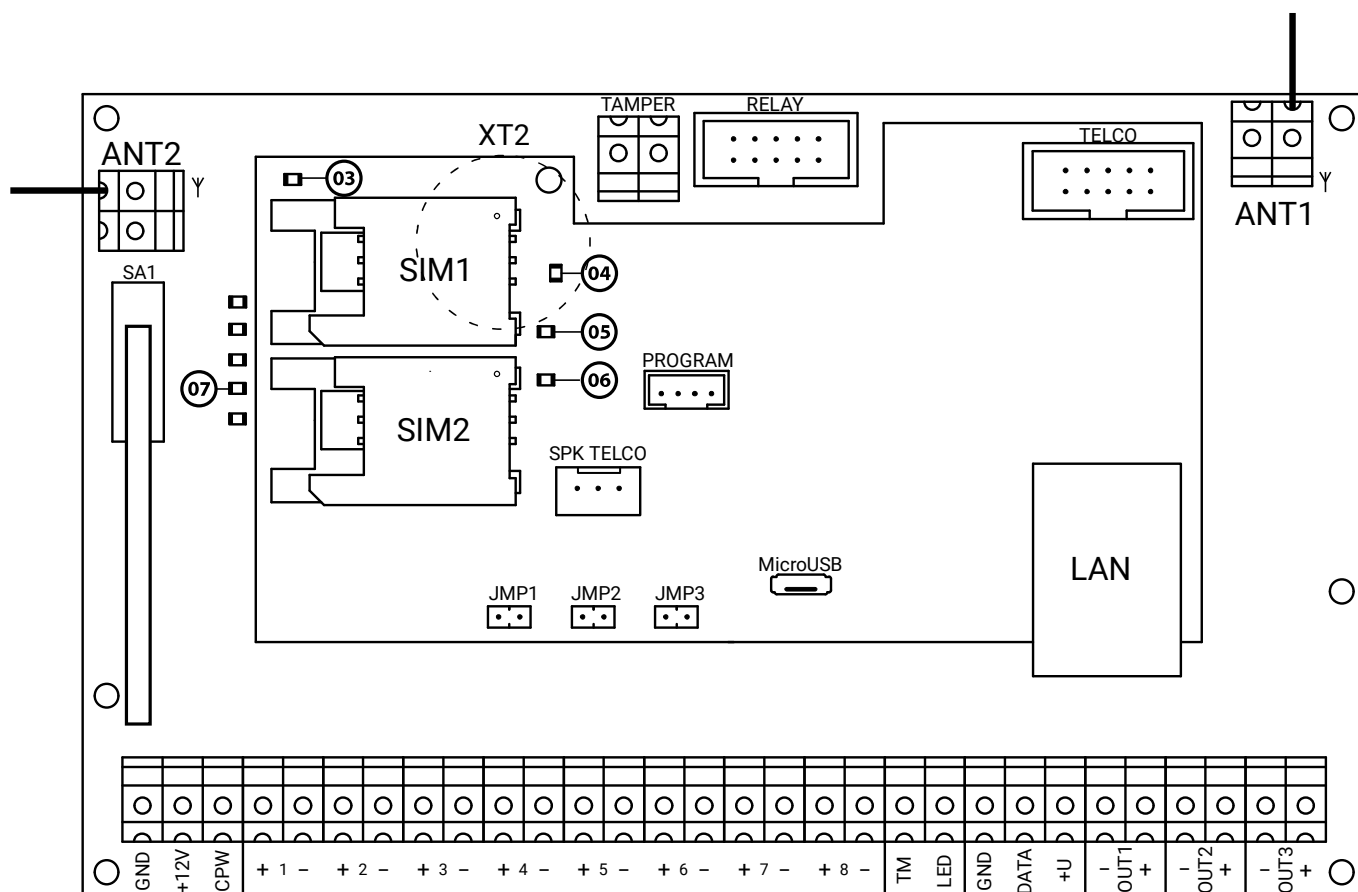 TAMPER
RELAY
TELCO
XT2
ANT2
ANT1
03
SIM1
04
SA1
05
PROGRAM
06
07
SIM2
SPK TELCO
MicroUSB
LAN
JMP1
JMP2
JMP3
GND
+12V
CPW
+ 1 −
+ 2 −
+ 3 −
+ 4 −
+ 5 −
+ 6 −
+ 7 −
+ 8 −
TM
LED
GND
DATA
+U
− OUT1 +
− OUT2 +
− OUT3 +